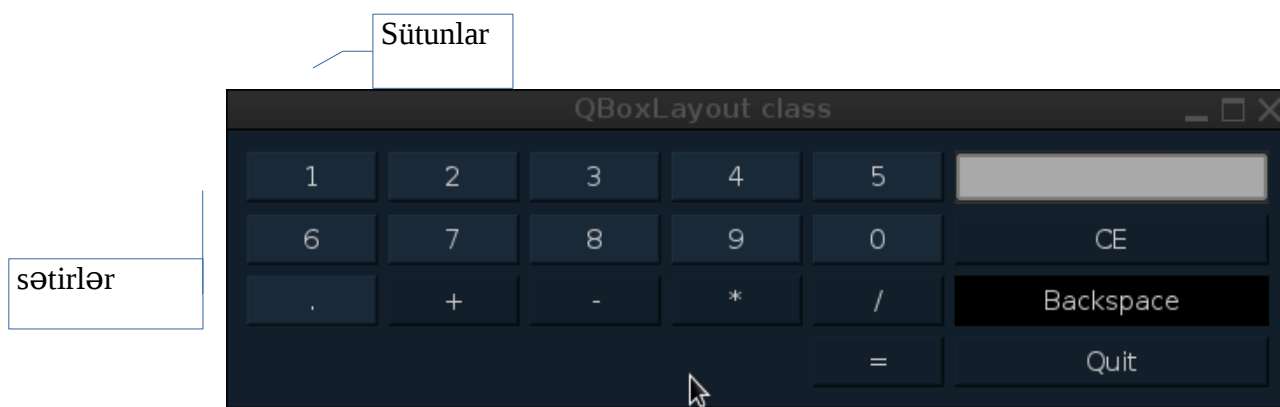 Sütunlar
QBoxLayout class
1 2 3 4 5
6 7 8 9 0 CE
sətirlər
. + - * / Backspace
= Quit